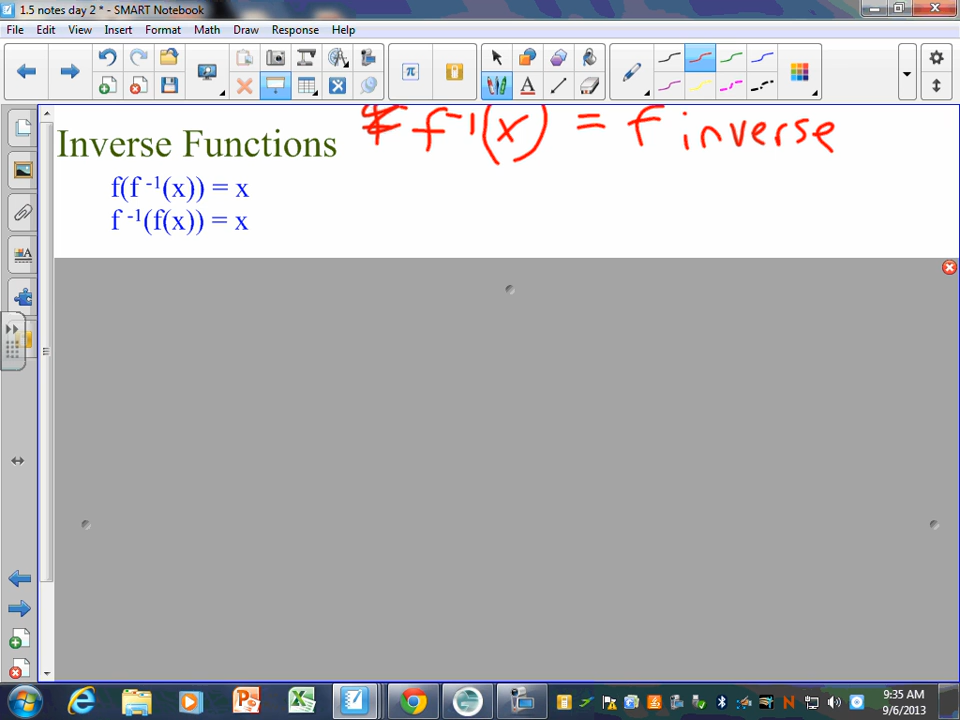 1.5 notes day 2 * - SMART Notebook
File Edit View Insert Format Math Draw Response Help
f⁻¹(x) = f inverse
Inverse Functions
f(f ⁻¹(x)) = x
f ⁻¹(f(x)) = x
9:35 AM
9/6/2013